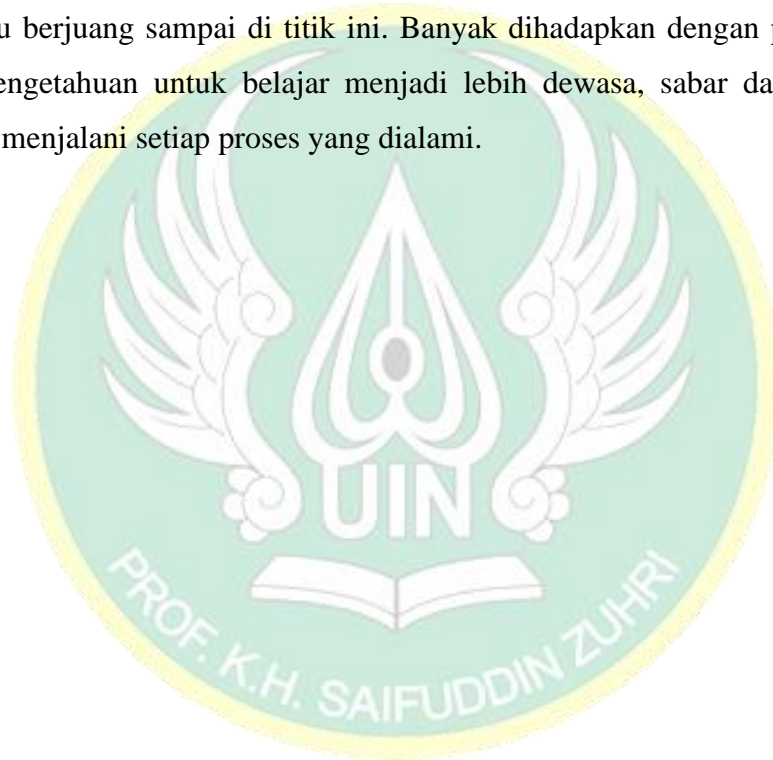 u berjuang sampai di titik ini. Banyak dihadapkan dengan p
engetahuan untuk belajar menjadi lebih dewasa, sabar da
menjalani setiap proses yang dialami.
UIN
PROF. K.H. SAIFUDDIN ZUHRI